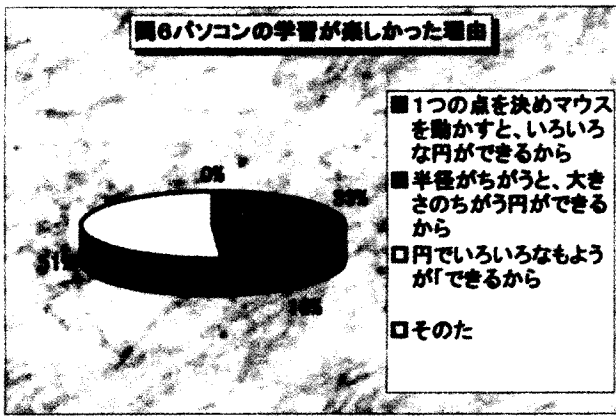 問6パソコンの学習が楽しかった理由
0%
33%
16%
51%
1つの点を決めマウス
を動かすと、いろいろ
な円ができるから
半径がちがうと、大き
さのちがう円ができる
から
円でいろいろなもよう
が「できるから
そのた